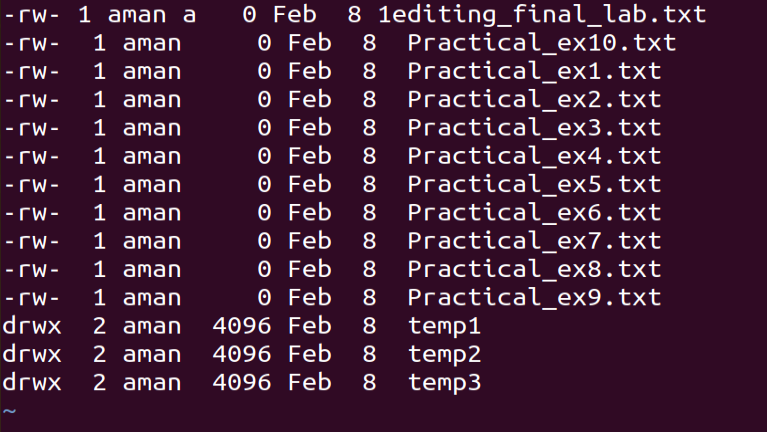 -rw- 1 aman a   0 Feb  8 1editing_final_lab.txt
-rw-  1 aman     0 Feb  8  Practical_ex10.txt
-rw-  1 aman     0 Feb  8  Practical_ex1.txt
-rw-  1 aman     0 Feb  8  Practical_ex2.txt
-rw-  1 aman     0 Feb  8  Practical_ex3.txt
-rw-  1 aman     0 Feb  8  Practical_ex4.txt
-rw-  1 aman     0 Feb  8  Practical_ex5.txt
-rw-  1 aman     0 Feb  8  Practical_ex6.txt
-rw-  1 aman     0 Feb  8  Practical_ex7.txt
-rw-  1 aman     0 Feb  8  Practical_ex8.txt
-rw-  1 aman     0 Feb  8  Practical_ex9.txt
drwx  2 aman  4096 Feb  8  temp1
drwx  2 aman  4096 Feb  8  temp2
drwx  2 aman  4096 Feb  8  temp3
~